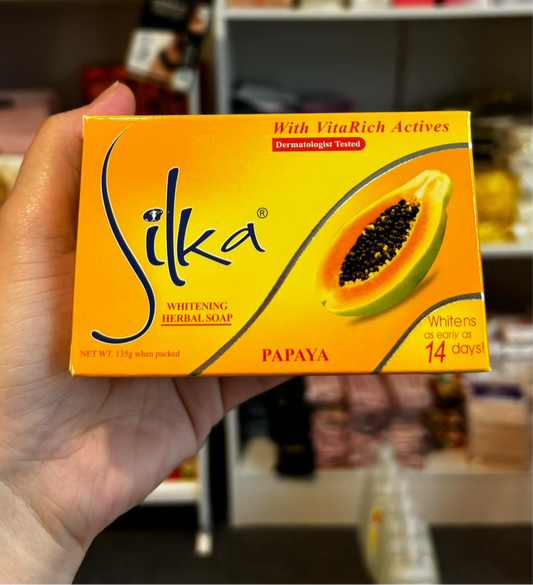 With VitaRich Actives
Dermatologist Tested
Silka®
WHITENING
HERBAL SOAP
NET WT. 135g when packed
PAPAYA
Whitens
as early as
14 days!